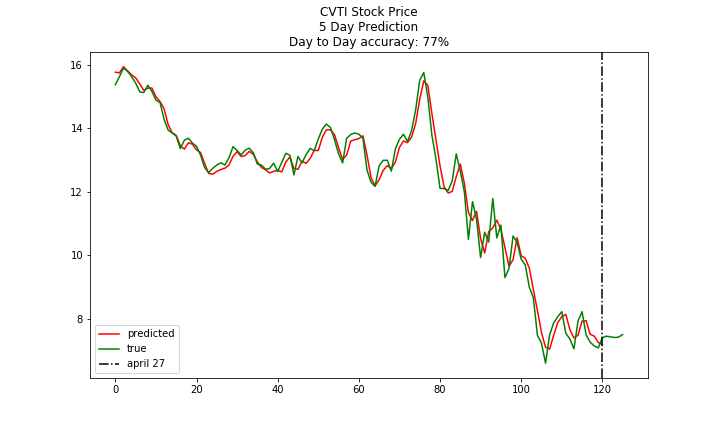 CVTI Stock Price
5 Day Prediction
Day to Day accuracy: 77%
16
14
12
10
8
predicted
true
april 27
0
20
40
60
80
100
120